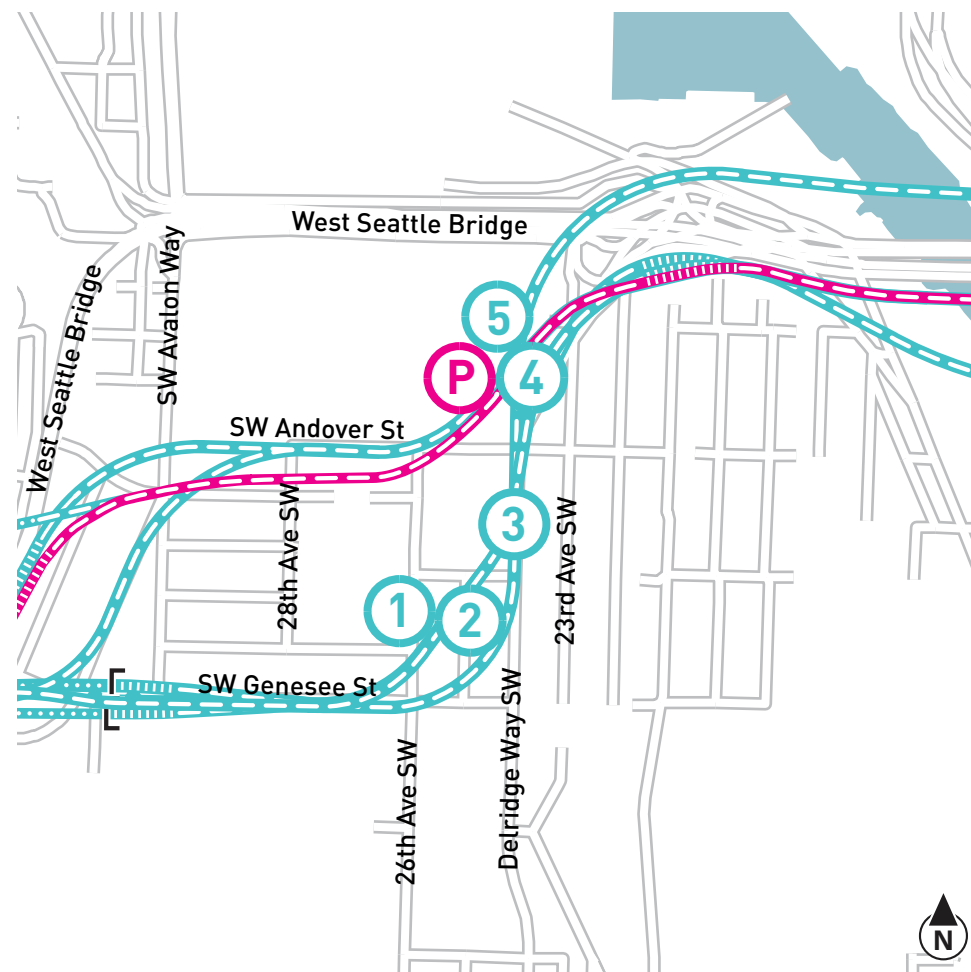 West Seattle Bridge
SW Avalon Way
West Seattle Bridge
5
P
4
SW Andover St
3
28th Ave SW
23rd Ave SW
1
2
SW Genesee St
26th Ave SW
Delridge Way SW
N